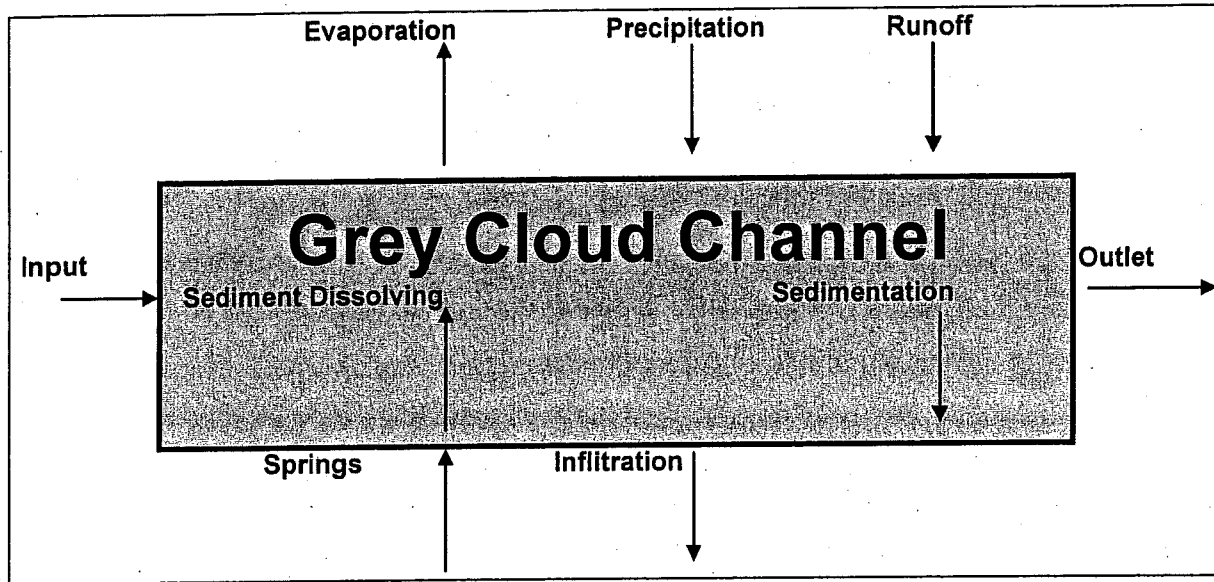 Evaporation Precipitation Runoff
Grey Cloud Channel
Input Outlet
Sediment Dissolving Sedimentation
Springs Inflitration